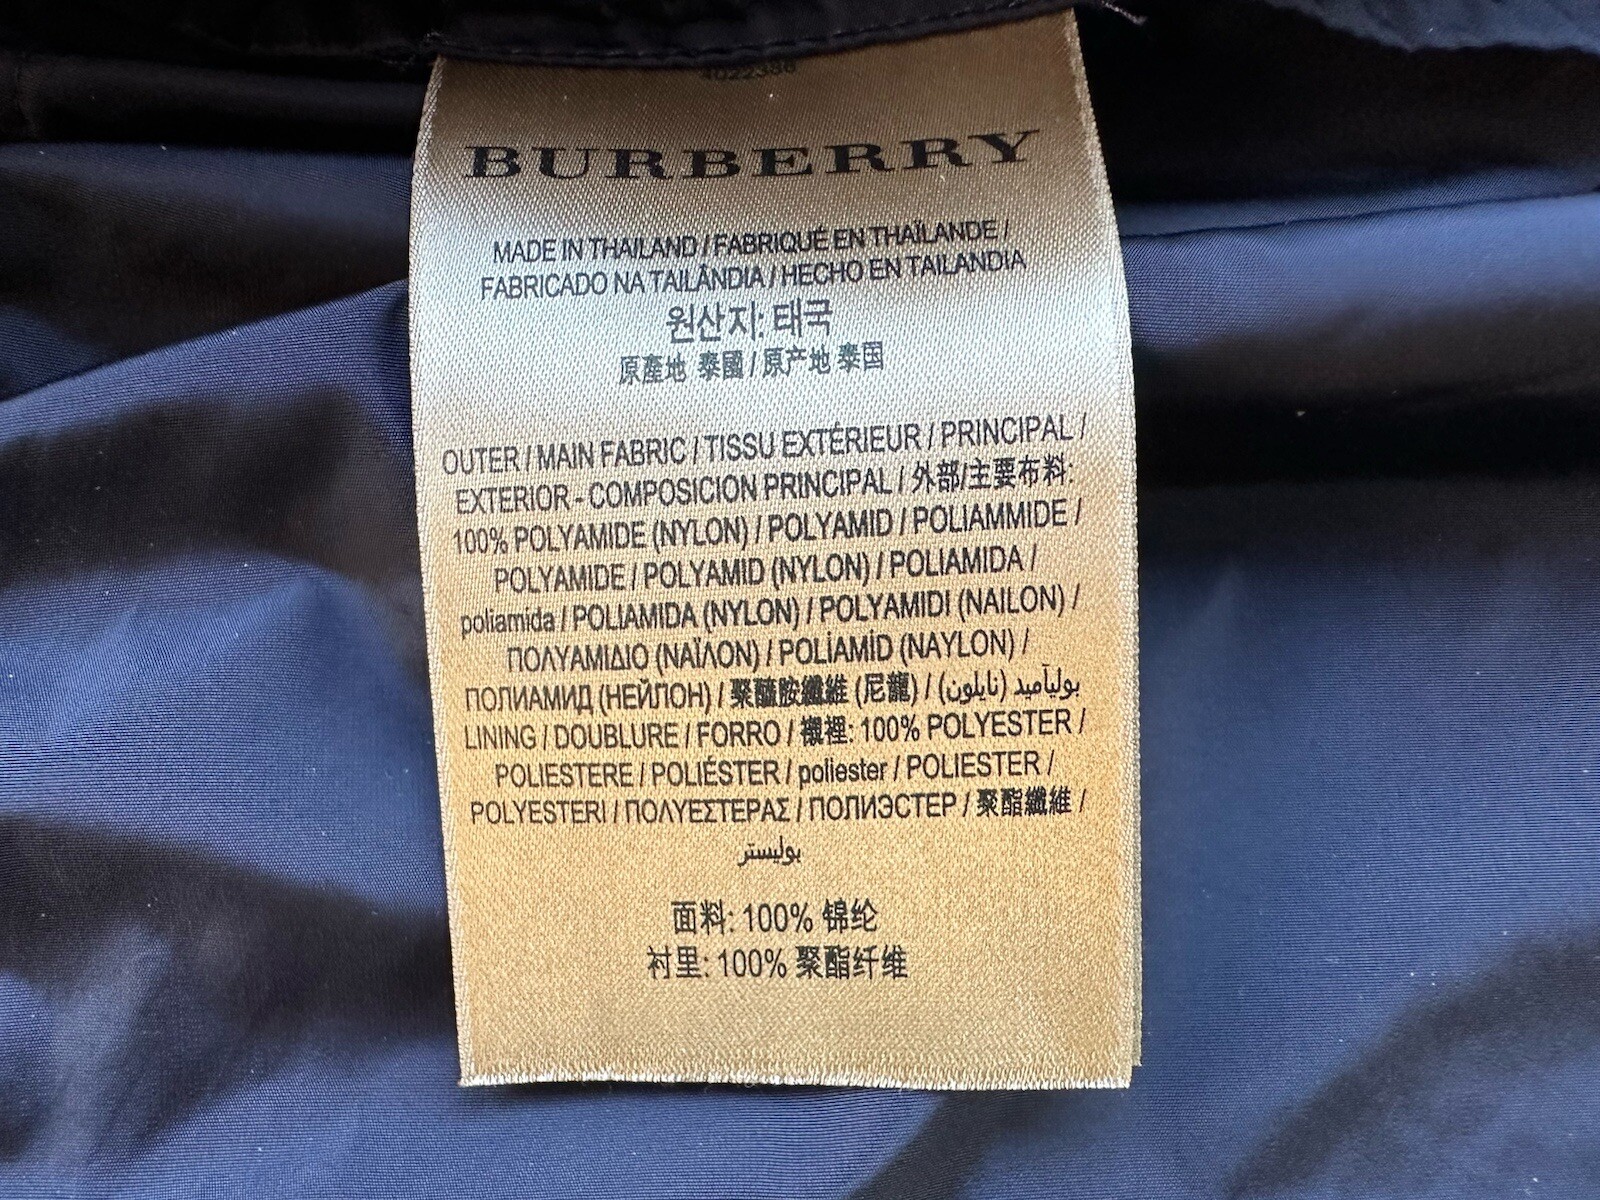 4022386
BURBERRY
MADE IN THAILAND / FABRIQUÉ EN THAÏLANDE /
FABRICADO NA TAILÂNDIA / HECHO EN TAILANDIA
원산지: 태국
原產地 泰國 / 原产地 泰国
OUTER / MAIN FABRIC / TISSU EXTÉRIEUR / PRINCIPAL /
EXTERIOR - COMPOSICION PRINCIPAL / 外部/主要布料:
100% POLYAMIDE (NYLON) / POLYAMID / POLIAMMIDE /
POLYAMIDE / POLYAMID (NYLON) / POLIAMIDA /
poliamida / POLIAMIDA (NYLON) / POLYAMIDI (NAILON) /
ΠΟΛΥΑΜΙΔΙΟ (ΝΑΪΛΟΝ) / POLİAMİD (NAYLON) /
ПОЛИАМИД (НЕЙЛОН) / 聚醯胺纖維 (尼龍) / بولیآمید (نایلون)
LINING / DOUBLURE / FORRO / 襯裡: 100% POLYESTER /
POLIESTERE / POLIÉSTER / poliester / POLIESTER /
POLYESTERI / ΠΟΛΥΕΣΤΕΡΑΣ / ПОЛИЭСТЕР / 聚酯纖維 /
بولیستر
面料: 100% 锦纶
衬里: 100% 聚酯纤维